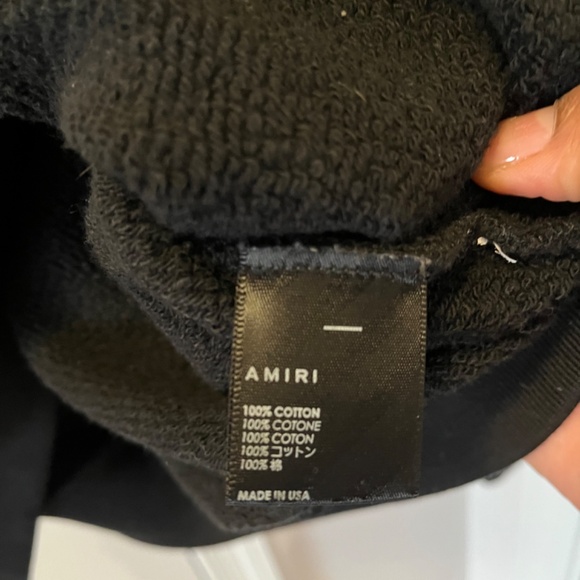 AMIRI
100% COTTON
100% COTONE
100% COTON
100% コットン
100% 棉
MADE IN USA